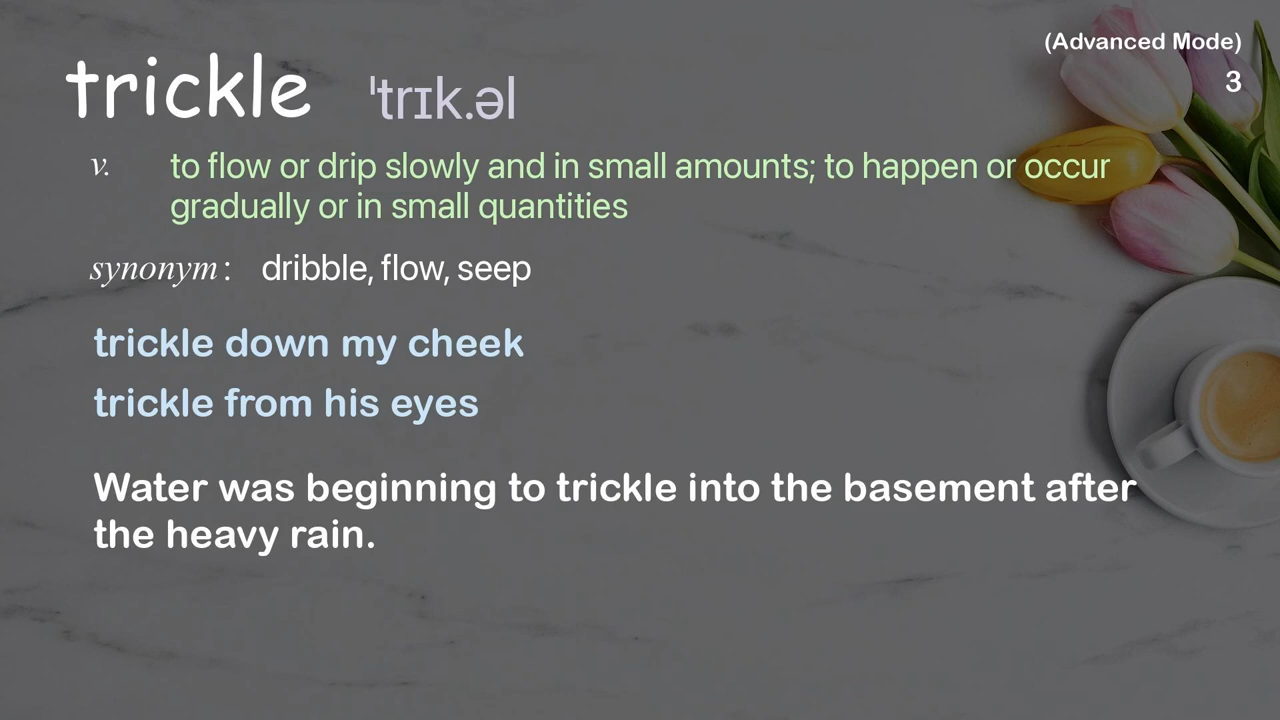 (Advanced Mode)
3
trickle ˈtrɪk.əl
v. to flow or drip slowly and in small amounts; to happen or occur
gradually or in small quantities
synonym: dribble, flow, seep
trickle down my cheek
trickle from his eyes
Water was beginning to trickle into the basement after
the heavy rain.